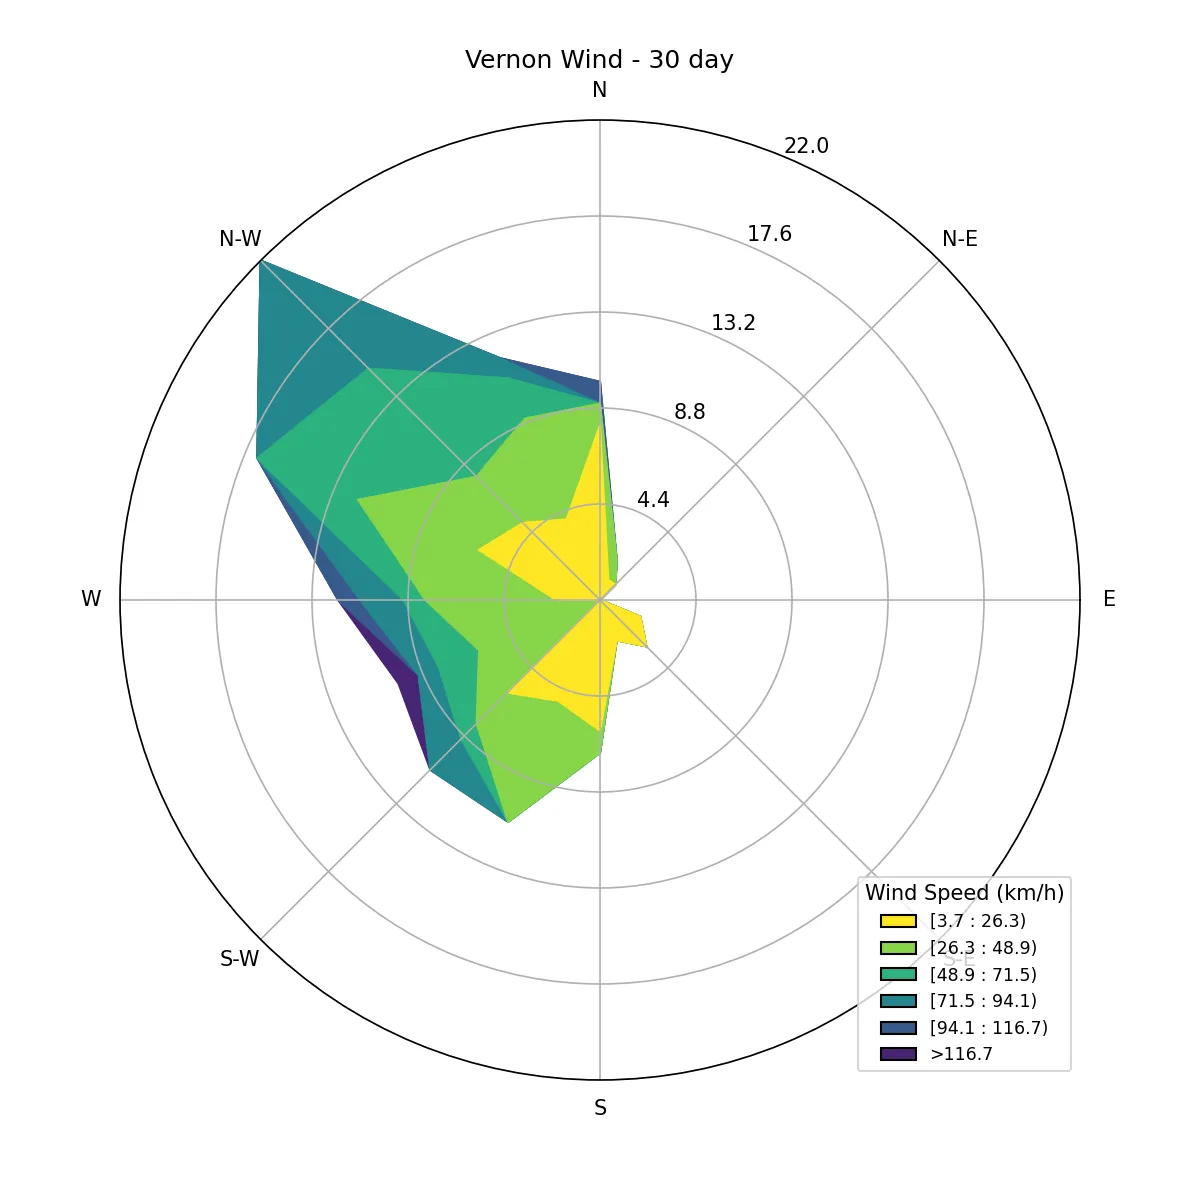 Vernon Wind - 30 day
N
22.0
17.6
N-W
N-E
13.2
8.8
4.4
W
E
Wind Speed (km/h)
[3.7 : 26.3)
[26.3 : 48.9)
S-W
S-E
[48.9 : 71.5)
[71.5 : 94.1)
[94.1 : 116.7)
>116.7
S